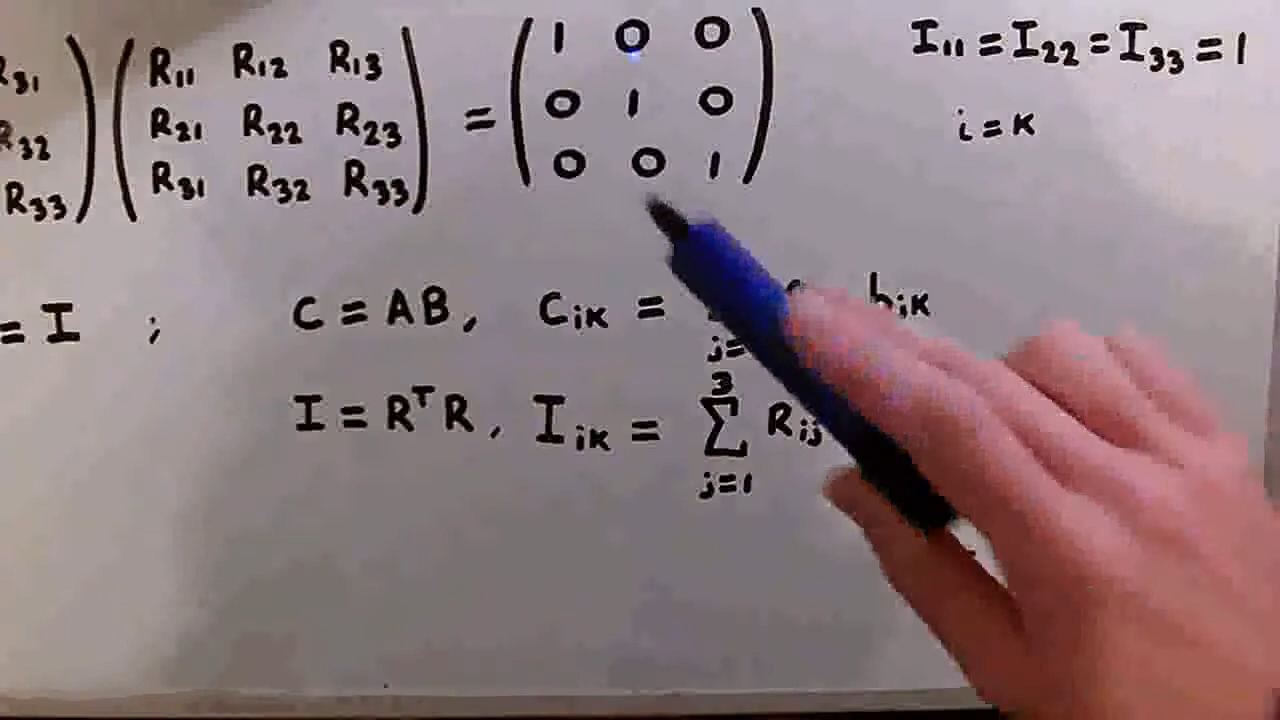 R31 ) ( R11 R12 R13 ) = ( 1 0 0 ) I11 = I22 = I33 = 1
R32 ) ( R21 R22 R23 ) ( 0 1 0 ) i = k
R33 ) ( R31 R32 R33 ) ( 0 0 1 )
= I ; C = AB, Cik = bjk
j=
I = RᵀR, Iik = Σ Rij
3
j=1